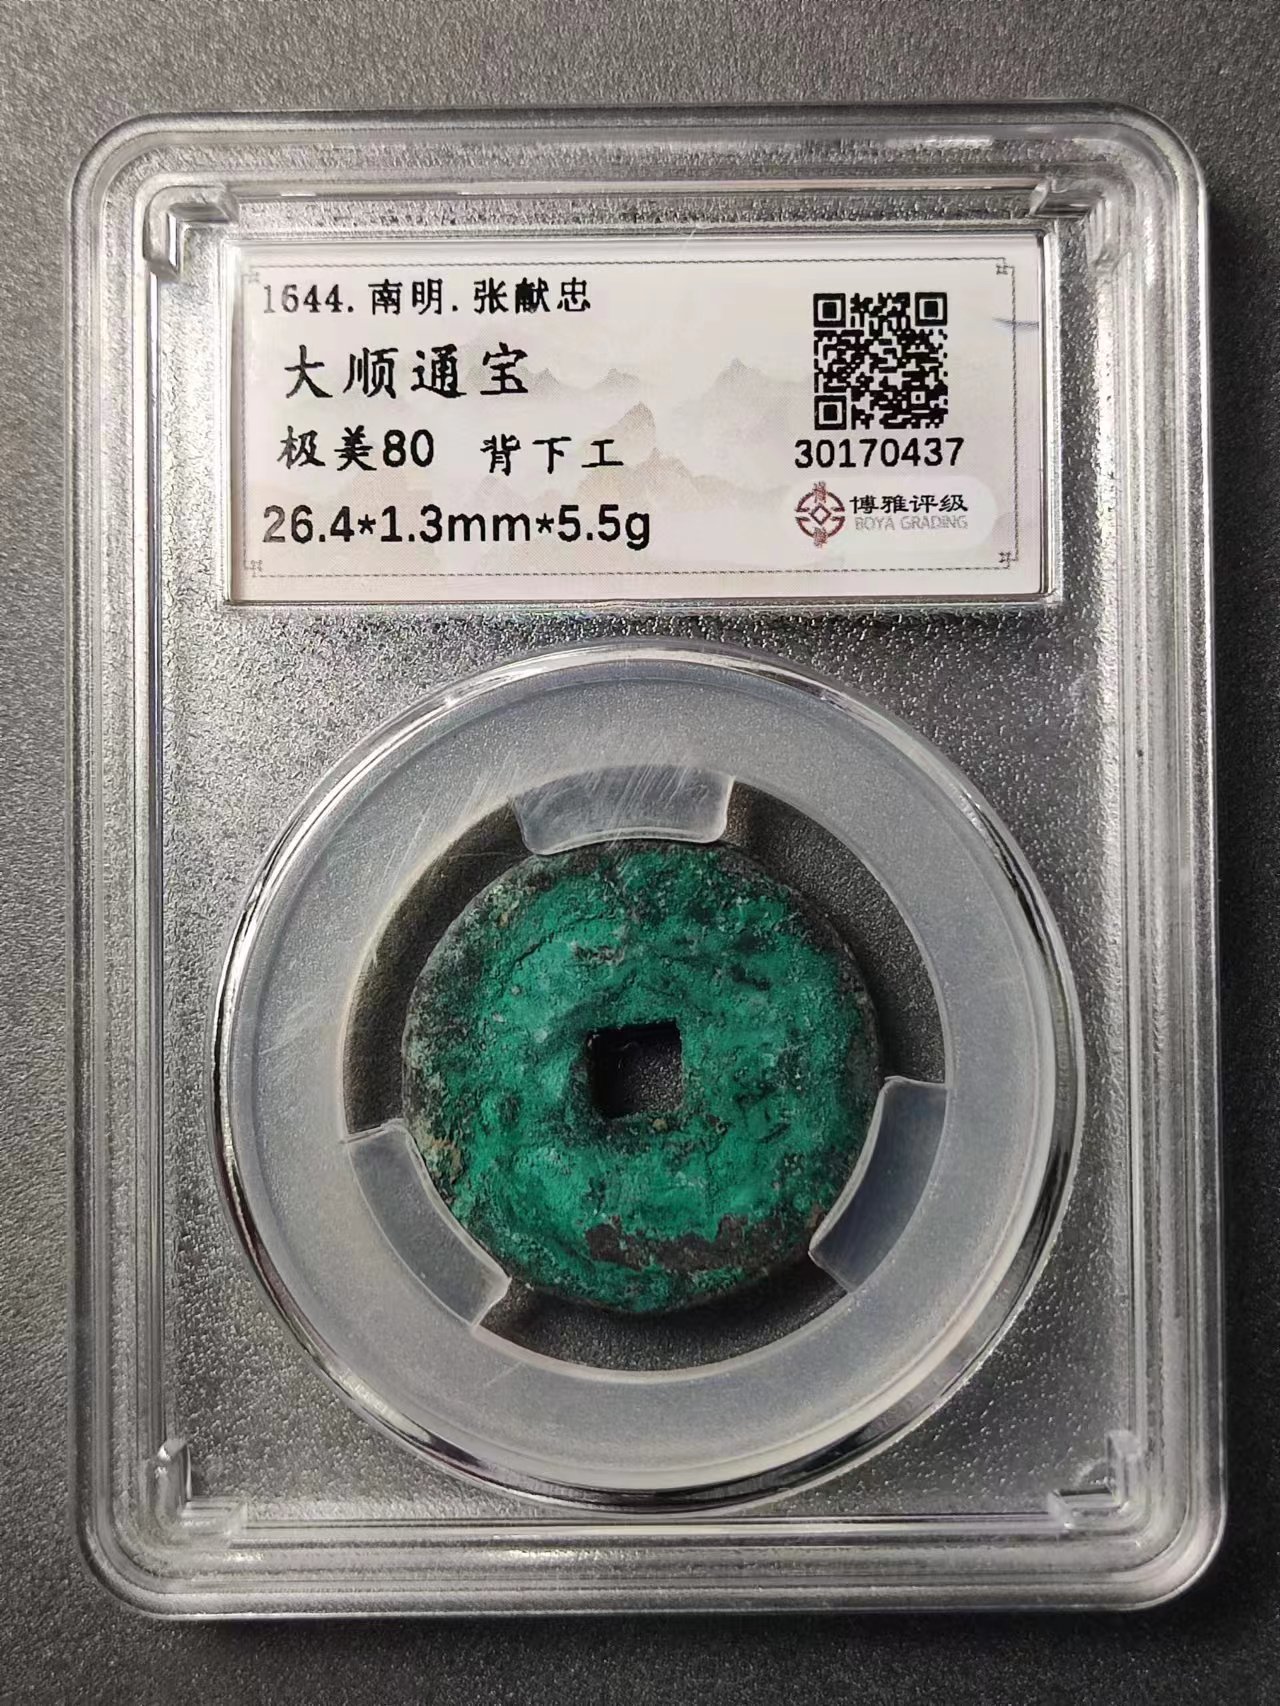 1644.南明.张献忠
大顺通宝
极美80 背下工
26.4*1.3mm*5.5g
30170437
博雅评级
BOYA GRADING